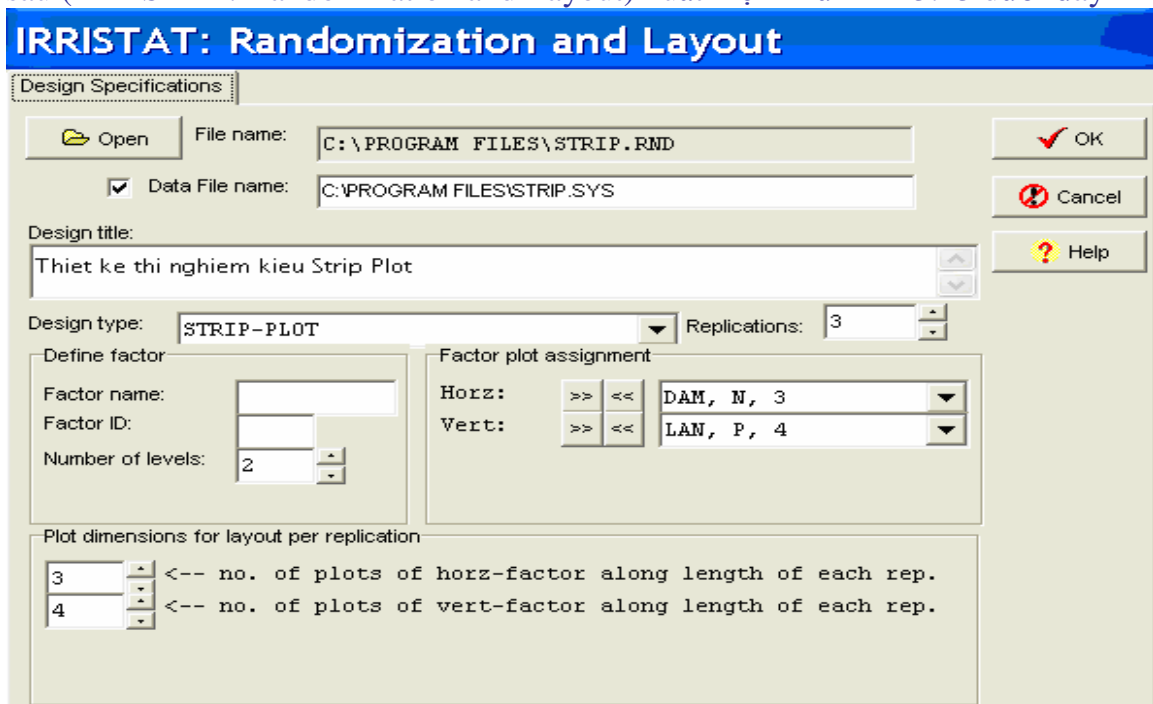 IRRISTAT: Randomization and Layout
Design Specifications
Open File name: C:\PROGRAM FILES\STRIP.RND OK
Data File name: C:\PROGRAM FILES\STRIP.SYS Cancel
Design title: Help
Thiet ke thi nghiem kieu Strip Plot
Design type: STRIP-PLOT Replications: 3
Define factor Factor plot assignment
Factor name: Horz: >> << DAM, N, 3
Factor ID: Vert: >> << LAN, P, 4
Number of levels: 2
Plot dimensions for layout per replication
3 <-- no. of plots of horz-factor along length of each rep.
4 <-- no. of plots of vert-factor along length of each rep.